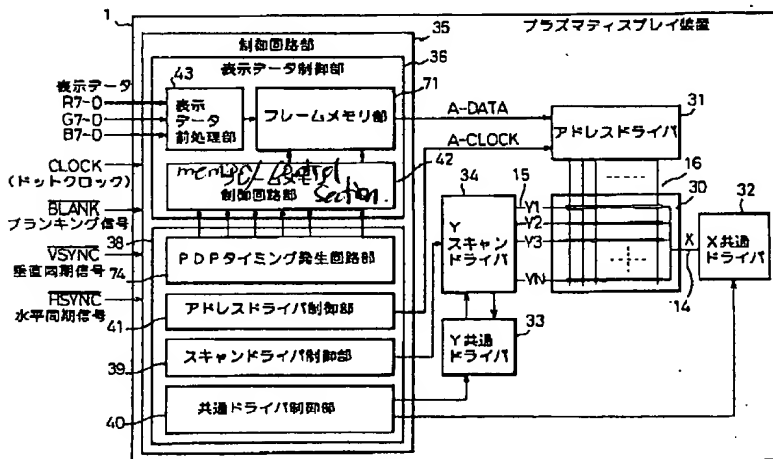 1
プラズマディスプレイ装置
35
制御回路部
36
表示データ制御部
表示データ
R7-0
G7-0
B7-0
43
表示
データ
前処理部
フレームメモリ部
71
A-DATA
31
アドレスドライバ
A-CLOCK
CLOCK
(ドットクロック)
memory control
section.
制御回路部
42
34
15
16
30
32
BLANK
ブランキング信号
38
Y
スキャン
ドライバ
Y1
Y2
Y3
YN
X
14
X共通
ドライバ
VSYNC
垂直同期信号
74
PDPタイミング発生回路部
HSYNC
水平同期信号
41
アドレスドライバ制御部
33
Y共通
ドライバ
39
スキャンドライバ制御部
40
共通ドライバ制御部